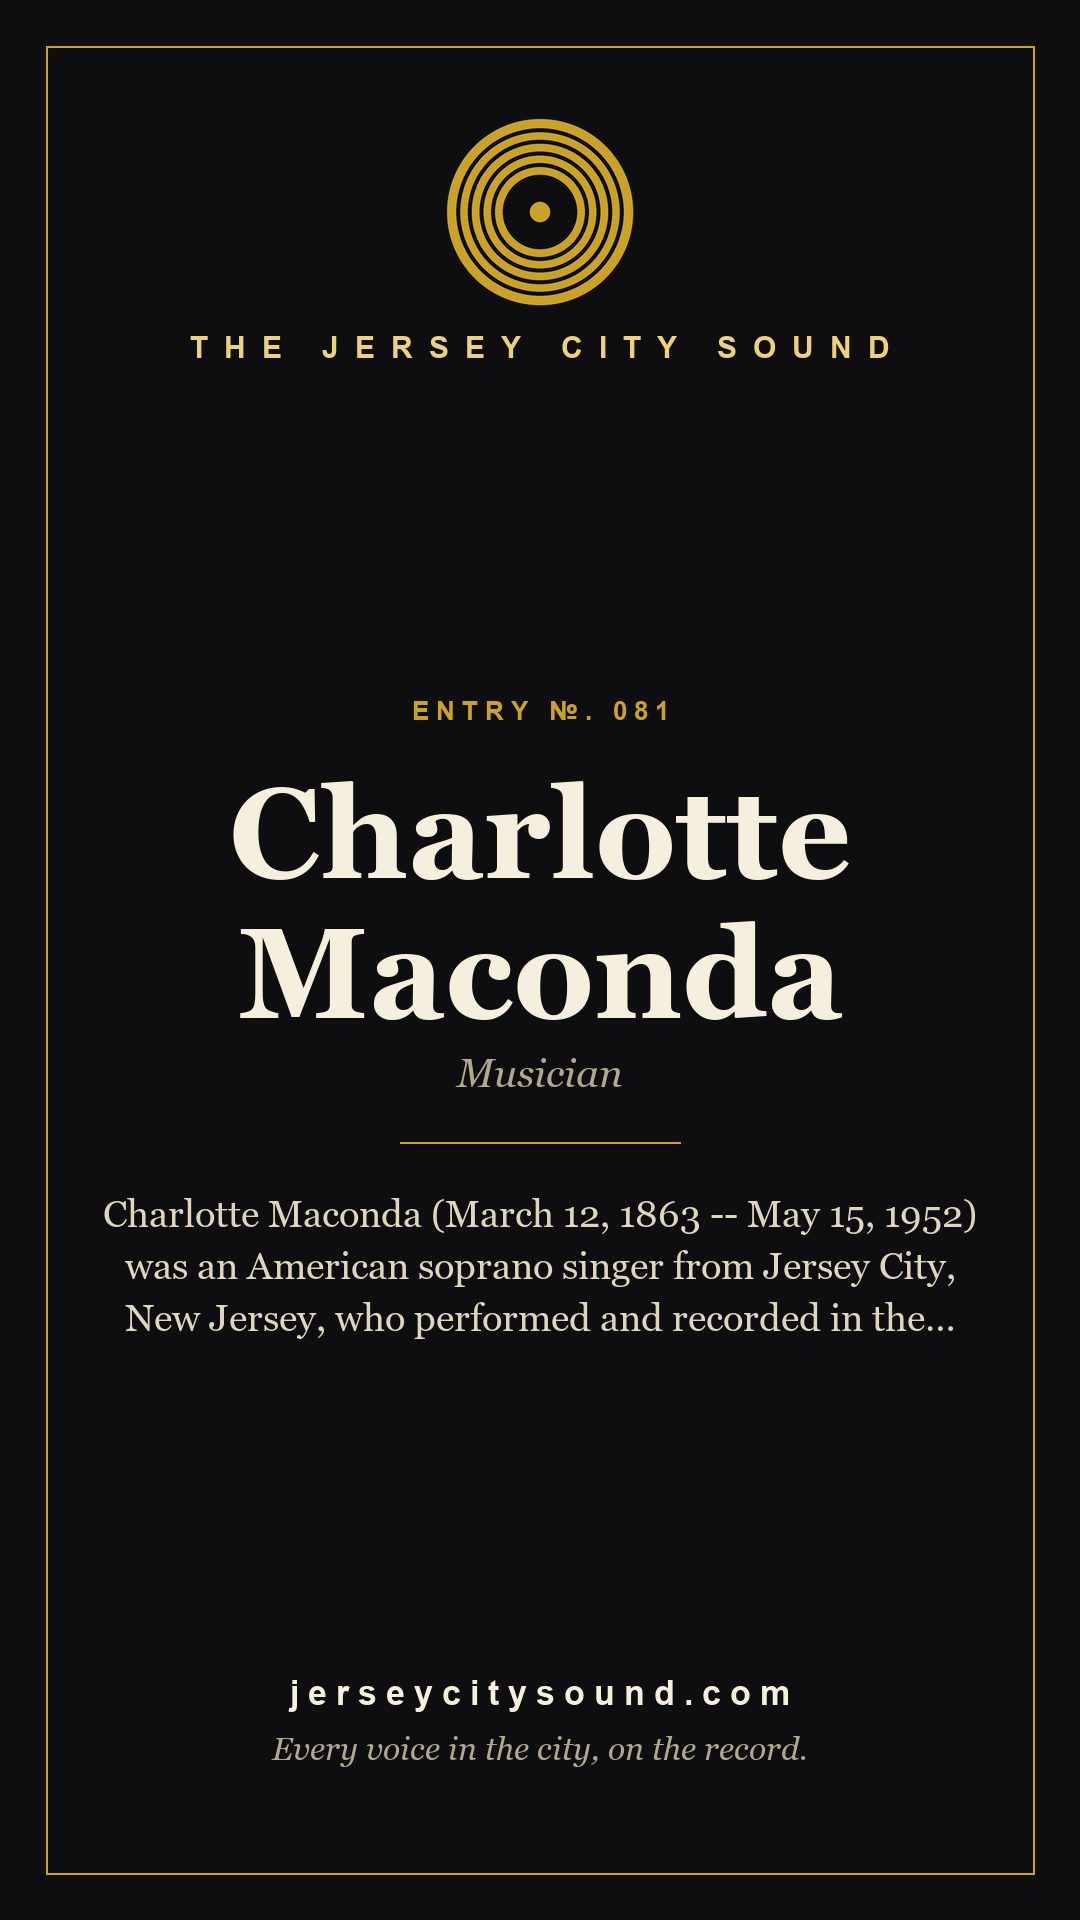 THE JERSEY CITY SOUND
ENTRY №. 081
Charlotte
Maconda
Musician
Charlotte Maconda (March 12, 1863 -- May 15, 1952)
was an American soprano singer from Jersey City,
New Jersey, who performed and recorded in the...
jerseycitysound.com
Every voice in the city, on the record.